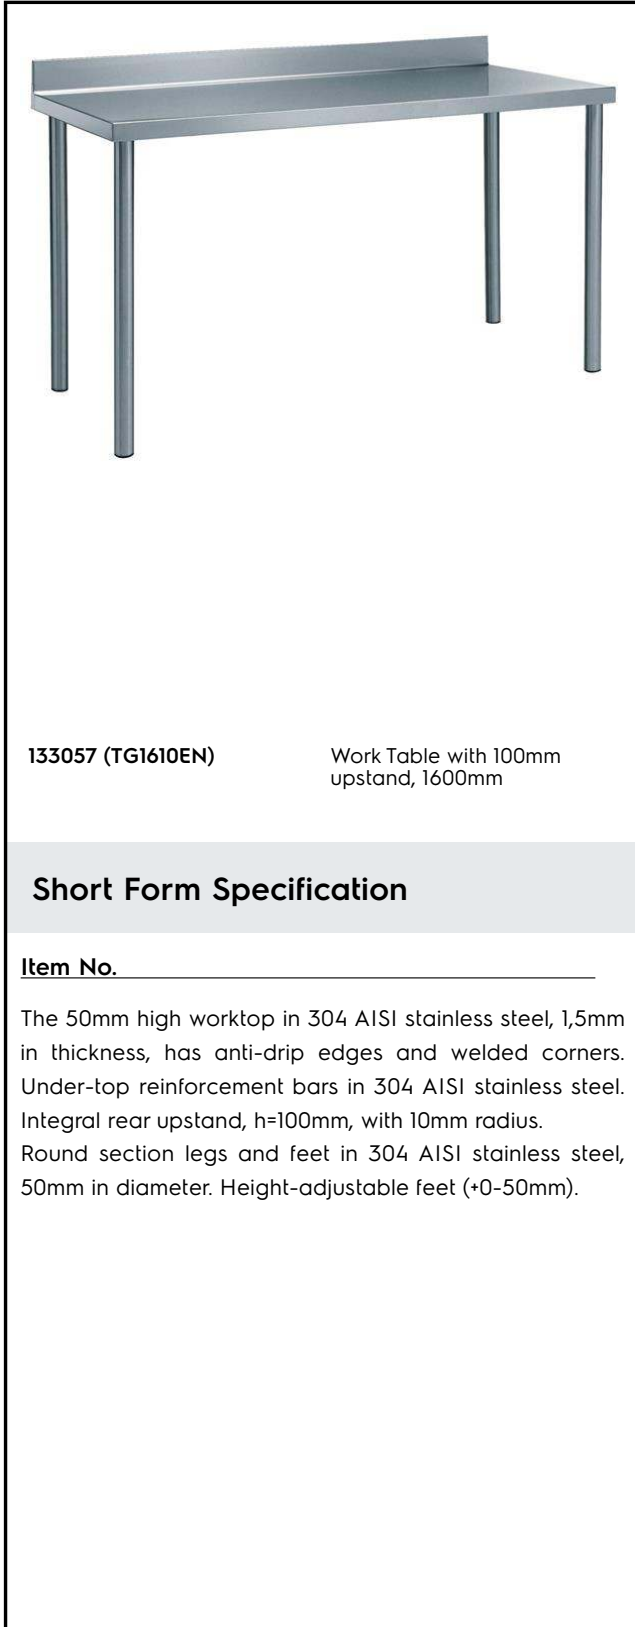 133057 (TG1610EN)
Work Table with 100mm
upstand, 1600mm
Short Form Specification
Item No.
The 50mm high worktop in 304 AISI stainless steel, 1,5mm
in thickness, has anti-drip edges and welded corners.
Under-top reinforcement bars in 304 AISI stainless steel.
Integral rear upstand, h=100mm, with 10mm radius.
Round section legs and feet in 304 AISI stainless steel,
50mm in diameter. Height-adjustable feet (+0-50mm).